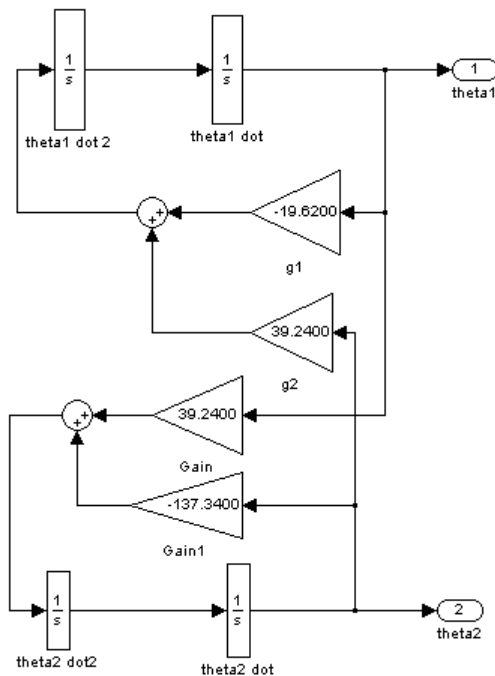 1
s
1
s
1
theta1
theta1 dot 2
theta1 dot
-19.6200
+
+
g1
39.2400
g2
39.2400
+
+
Gain
-137.3400
Gain1
1
s
1
s
2
theta2
theta2 dot2
theta2 dot